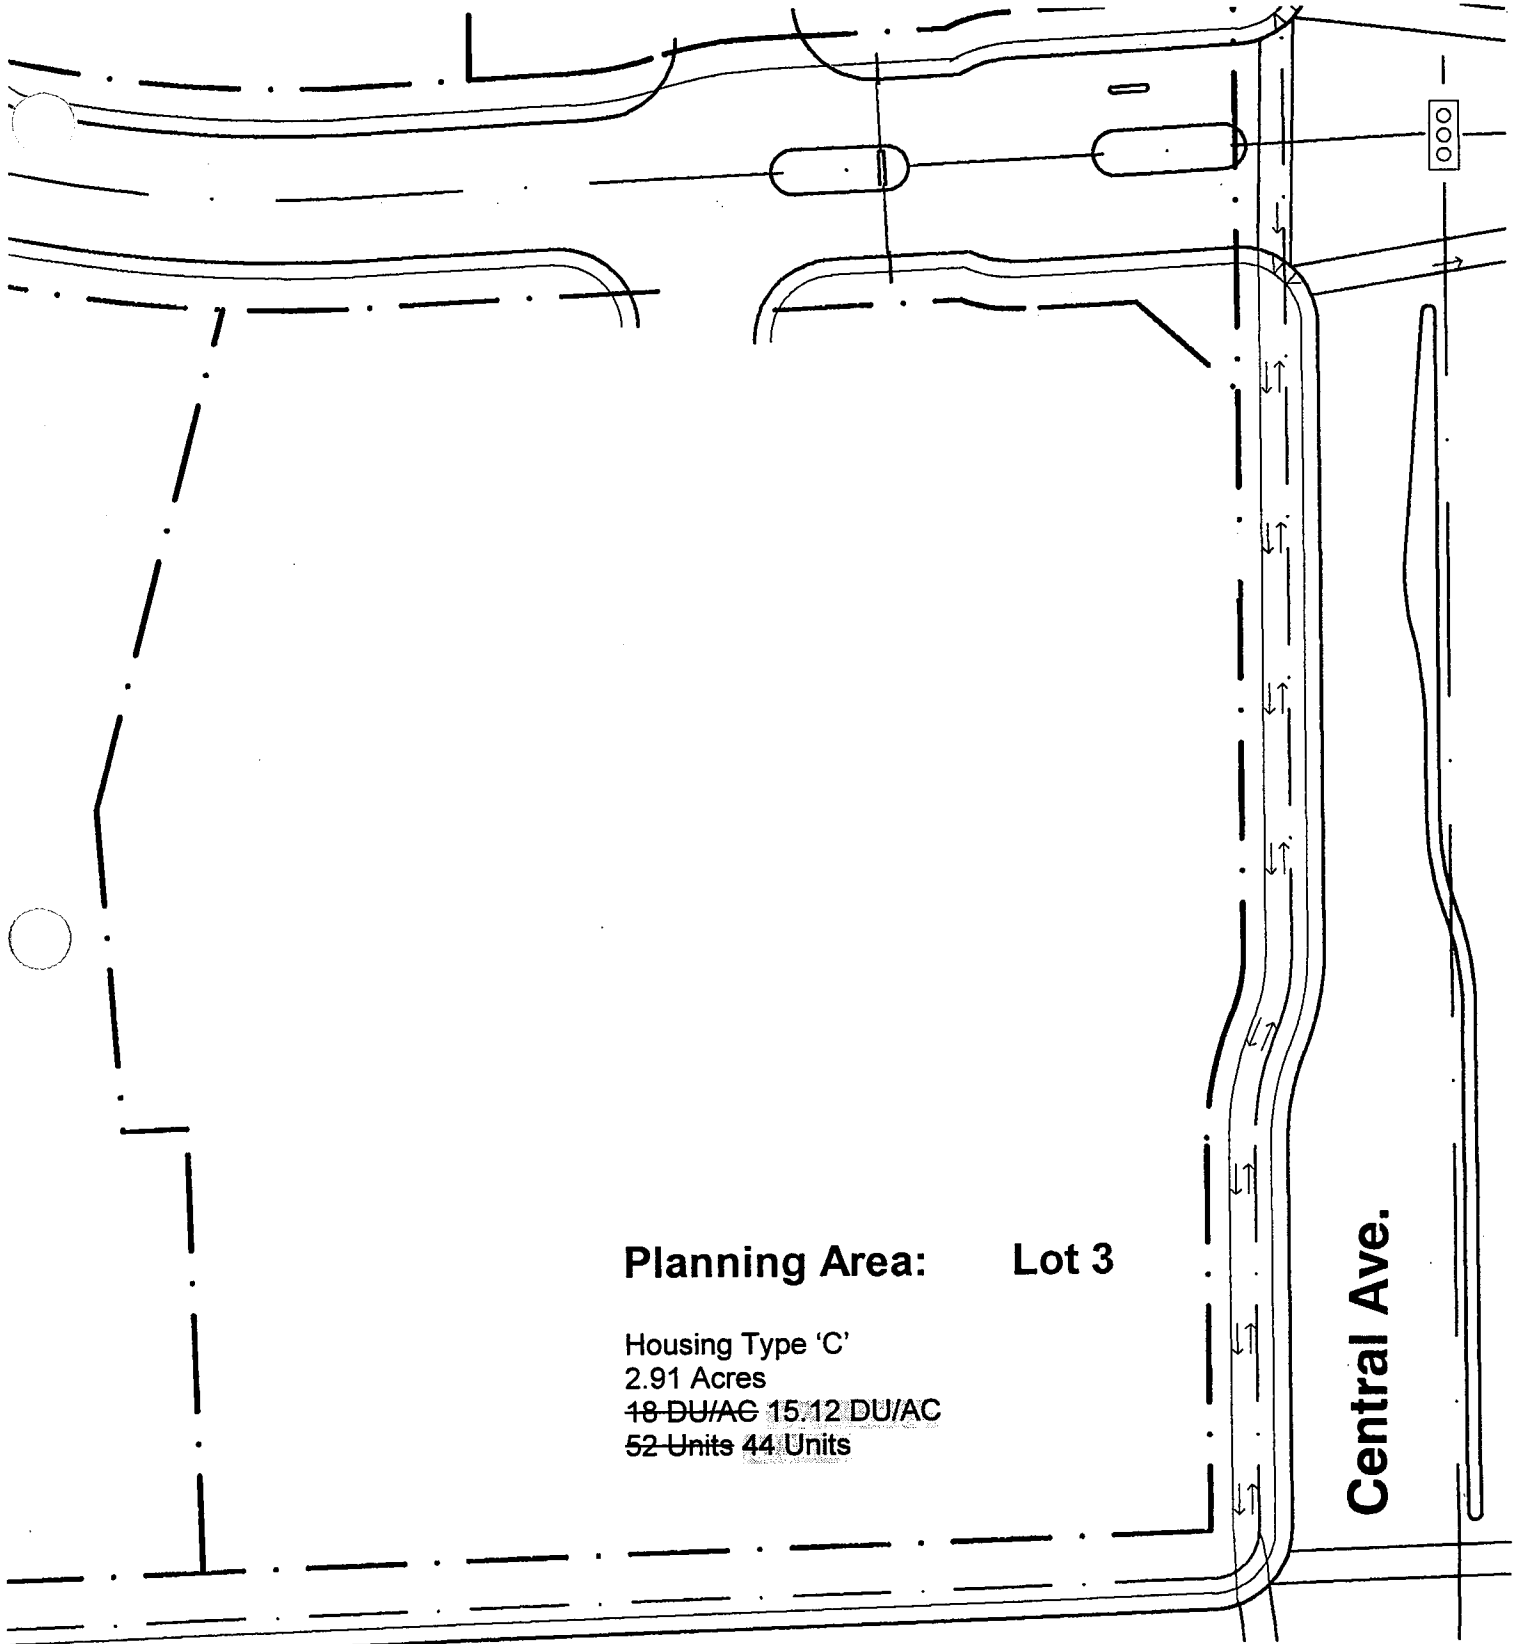 Planning Area: Lot 3
Housing Type ‘C’
2.91 Acres
18 DU/AC 15.12 DU/AC
52 Units 44 Units
Central Ave.